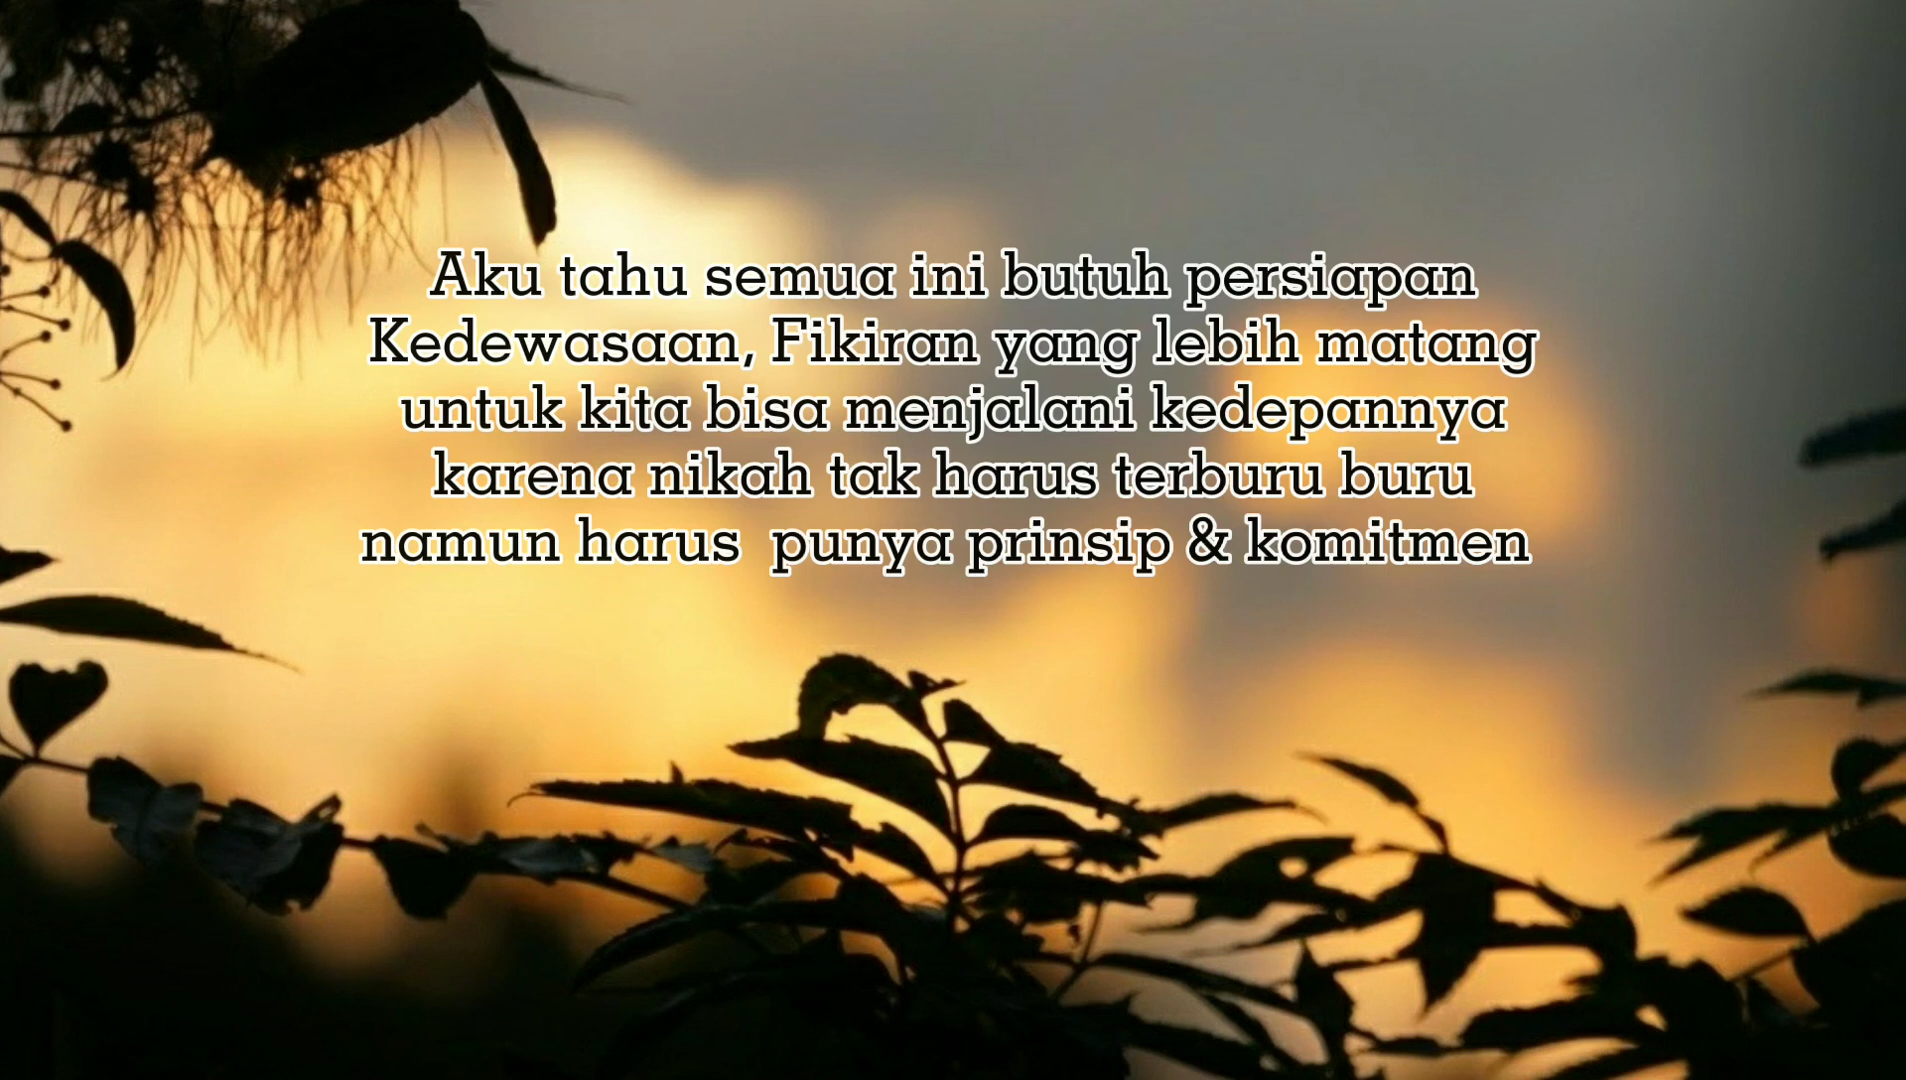 Aku tahu semua ini butuh persiapan
Kedewasaan, Fikiran yang lebih matang
untuk kita bisa menjalani kedepannya
karena nikah tak harus terburu buru
namun harus  punya prinsip & komitmen